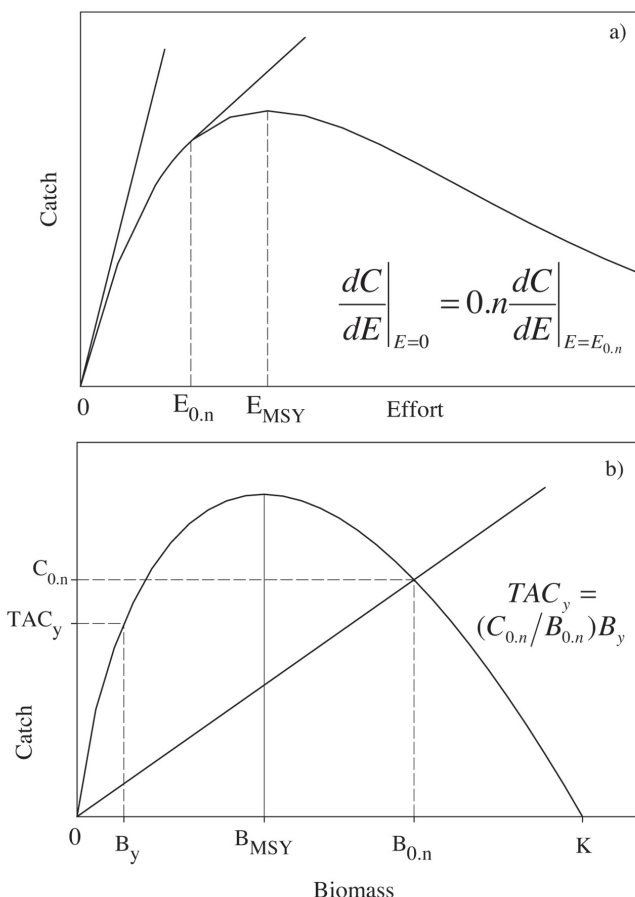 a)
Catch
dC/dE|E=0 = 0.n dC/dE|E=E0.n
0
E0.n
EMSY
Effort
b)
C0.n
TACy
TACy =
(C0.n/B0.n)By
Catch
0
By
BMSY
B0.n
K
Biomass